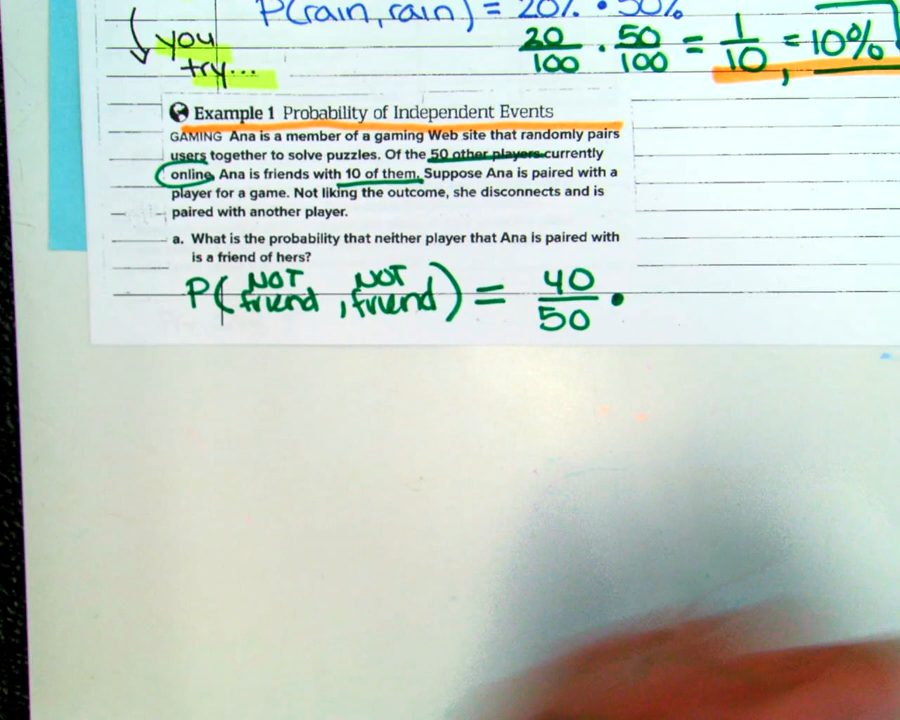 P(rain, rain) = 20% • 50%
20/100 • 50/100 = 1/10 = 10%
you
try...
Example 1 Probability of Independent Events
GAMING Ana is a member of a gaming Web site that randomly pairs
users together to solve puzzles. Of the 50 other players currently
online, Ana is friends with 10 of them. Suppose Ana is paired with a
player for a game. Not liking the outcome, she disconnects and is
paired with another player.
a. What is the probability that neither player that Ana is paired with
is a friend of hers?
P(NOT friend, NOT friend) = 40/50 •